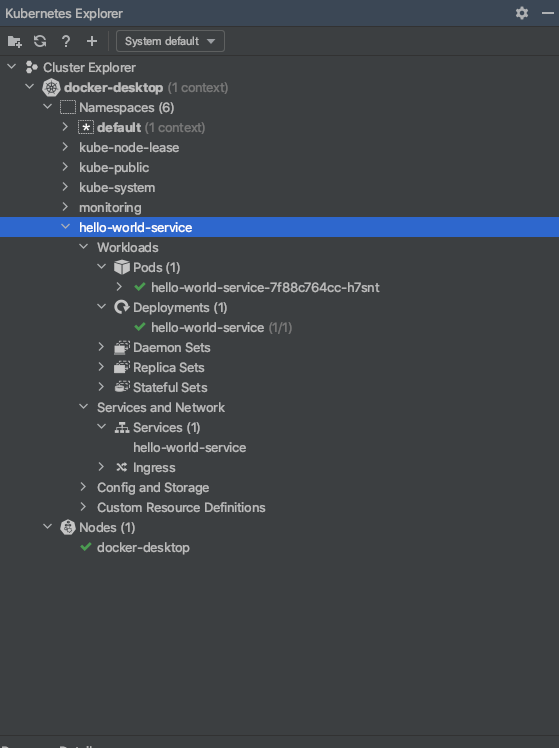 Kubernetes Explorer
System default
Cluster Explorer
docker-desktop (1 context)
Namespaces (6)
default (1 context)
kube-node-lease
kube-public
kube-system
monitoring
hello-world-service
Workloads
Pods (1)
hello-world-service-7f88c764cc-h7snt
Deployments (1)
hello-world-service (1/1)
Daemon Sets
Replica Sets
Stateful Sets
Services and Network
Services (1)
hello-world-service
Ingress
Config and Storage
Custom Resource Definitions
Nodes (1)
docker-desktop